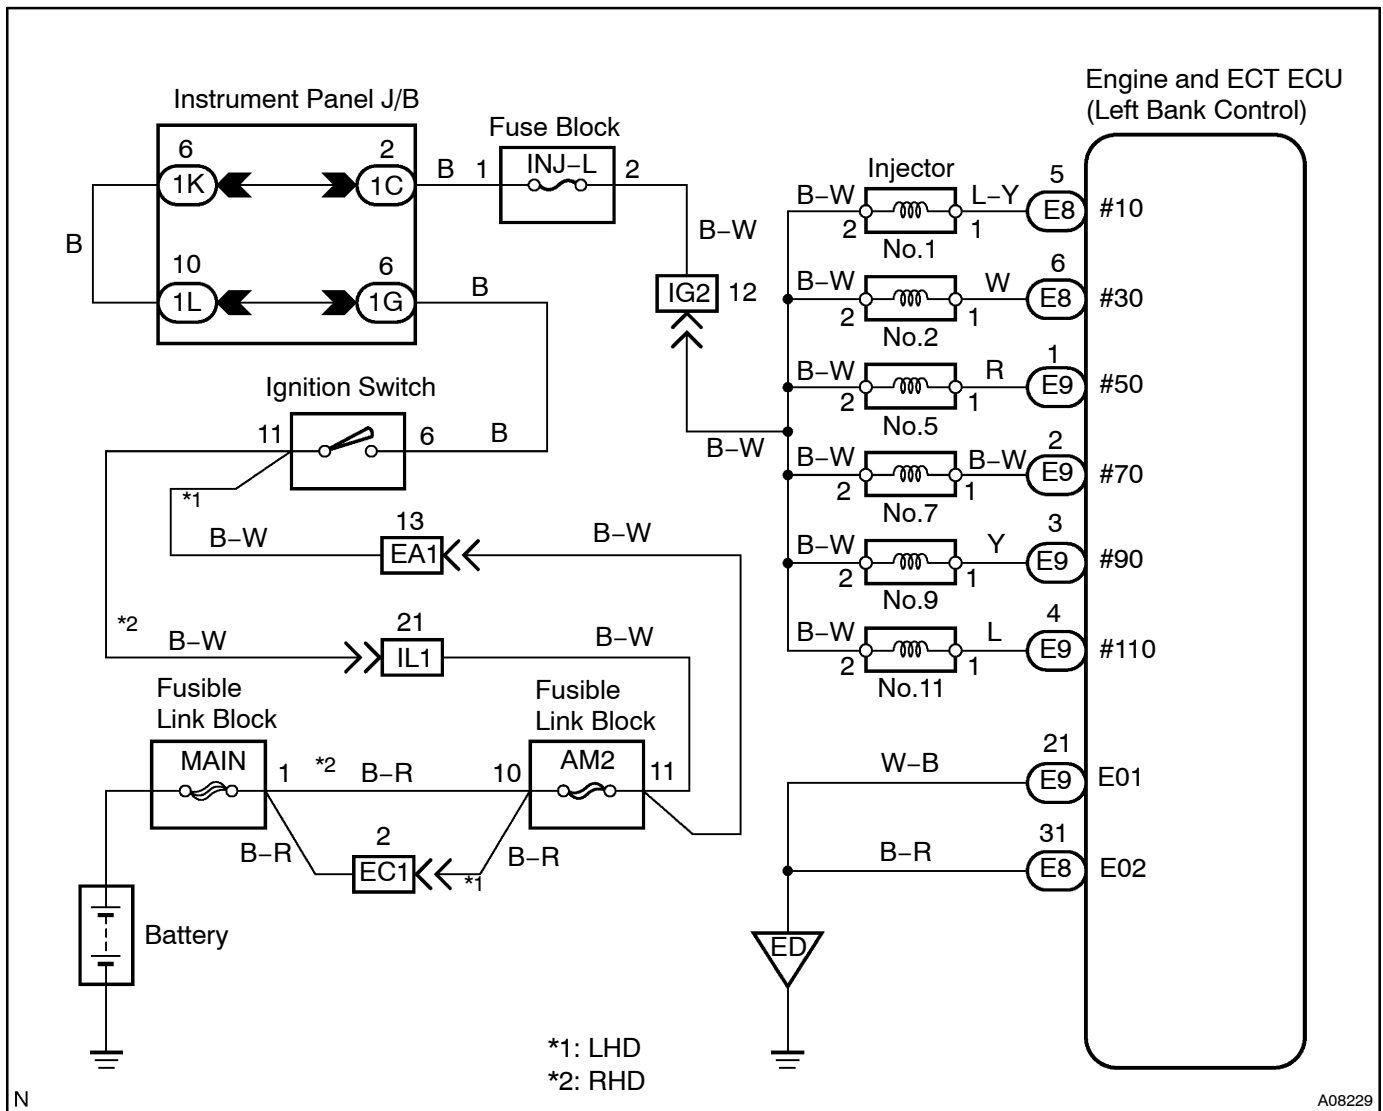 Engine and ECT ECU
(Left Bank Control)
Instrument Panel J/B
Fuse Block
6
1K
2
1C
B
1
INJ-L
2
B
10
1L
6
1G
B
B-W
IG2
12
B-W
Ignition Switch
11
6
B
*1
B-W
13
EA1
B-W
*2
B-W
21
IL1
B-W
Fusible
Link Block
MAIN
1
*2
B-R
Fusible
Link Block
10
AM2
11
B-R
2
EC1
*1
B-R
Battery
Injector
B-W
2
No.1
L-Y
1
5
E8
#10
B-W
2
No.2
W
1
6
E8
#30
B-W
2
No.5
R
1
1
E9
#50
B-W
2
No.7
B-W
1
2
E9
#70
B-W
2
No.9
Y
1
3
E9
#90
B-W
2
No.11
L
1
4
E9
#110
W-B
21
E9
E01
B-R
31
E8
E02
ED
*1: LHD
*2: RHD
N
A08229